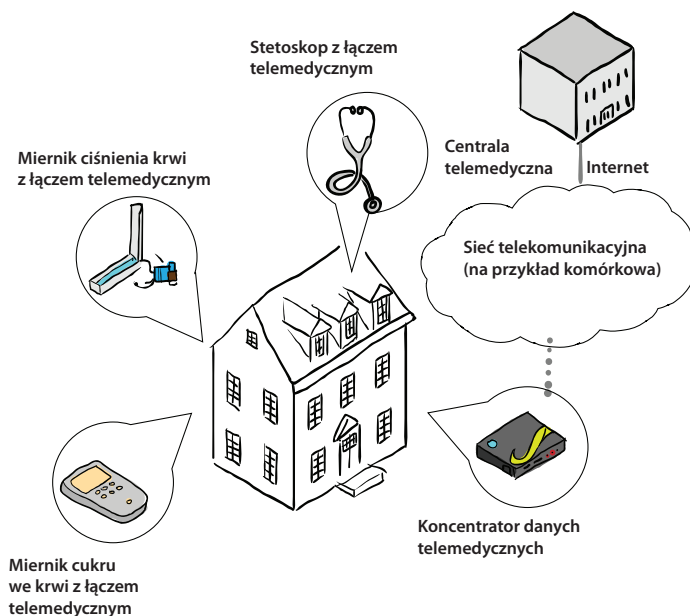 Stetoskop z łączem
telemedycznym
Miernik ciśnienia krwi
z łączem telemedycznym
Centrala
telemedyczna
Internet
Sieć telekomunikacyjna
(na przykład komórkowa)
Koncentrator danych
telemedycznych
Miernik cukru
we krwi z łączem
telemedycznym